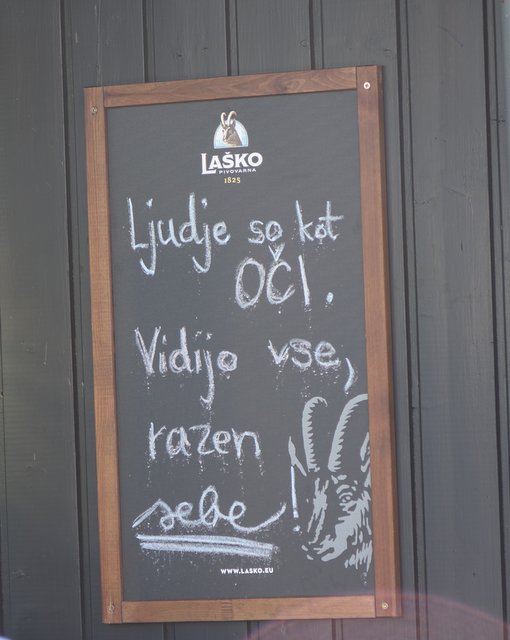 LAŠKO
PIVOVARNA
1825
Ljudje so kot
OČI.
Vidijo vse,
razen
sebe!
WWW.LASKO.EU